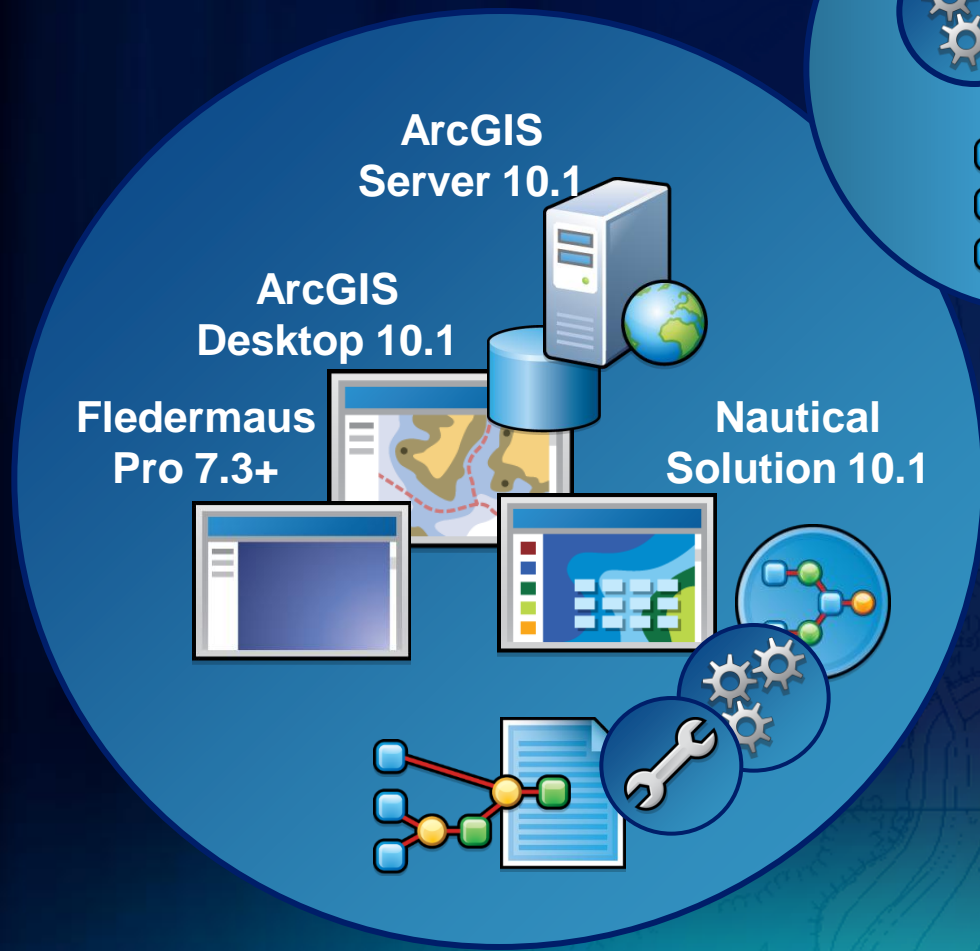 ArcGIS
Server 10.1
ArcGIS
Desktop 10.1
Fledermaus
Pro 7.3+
Nautical
Solution 10.1